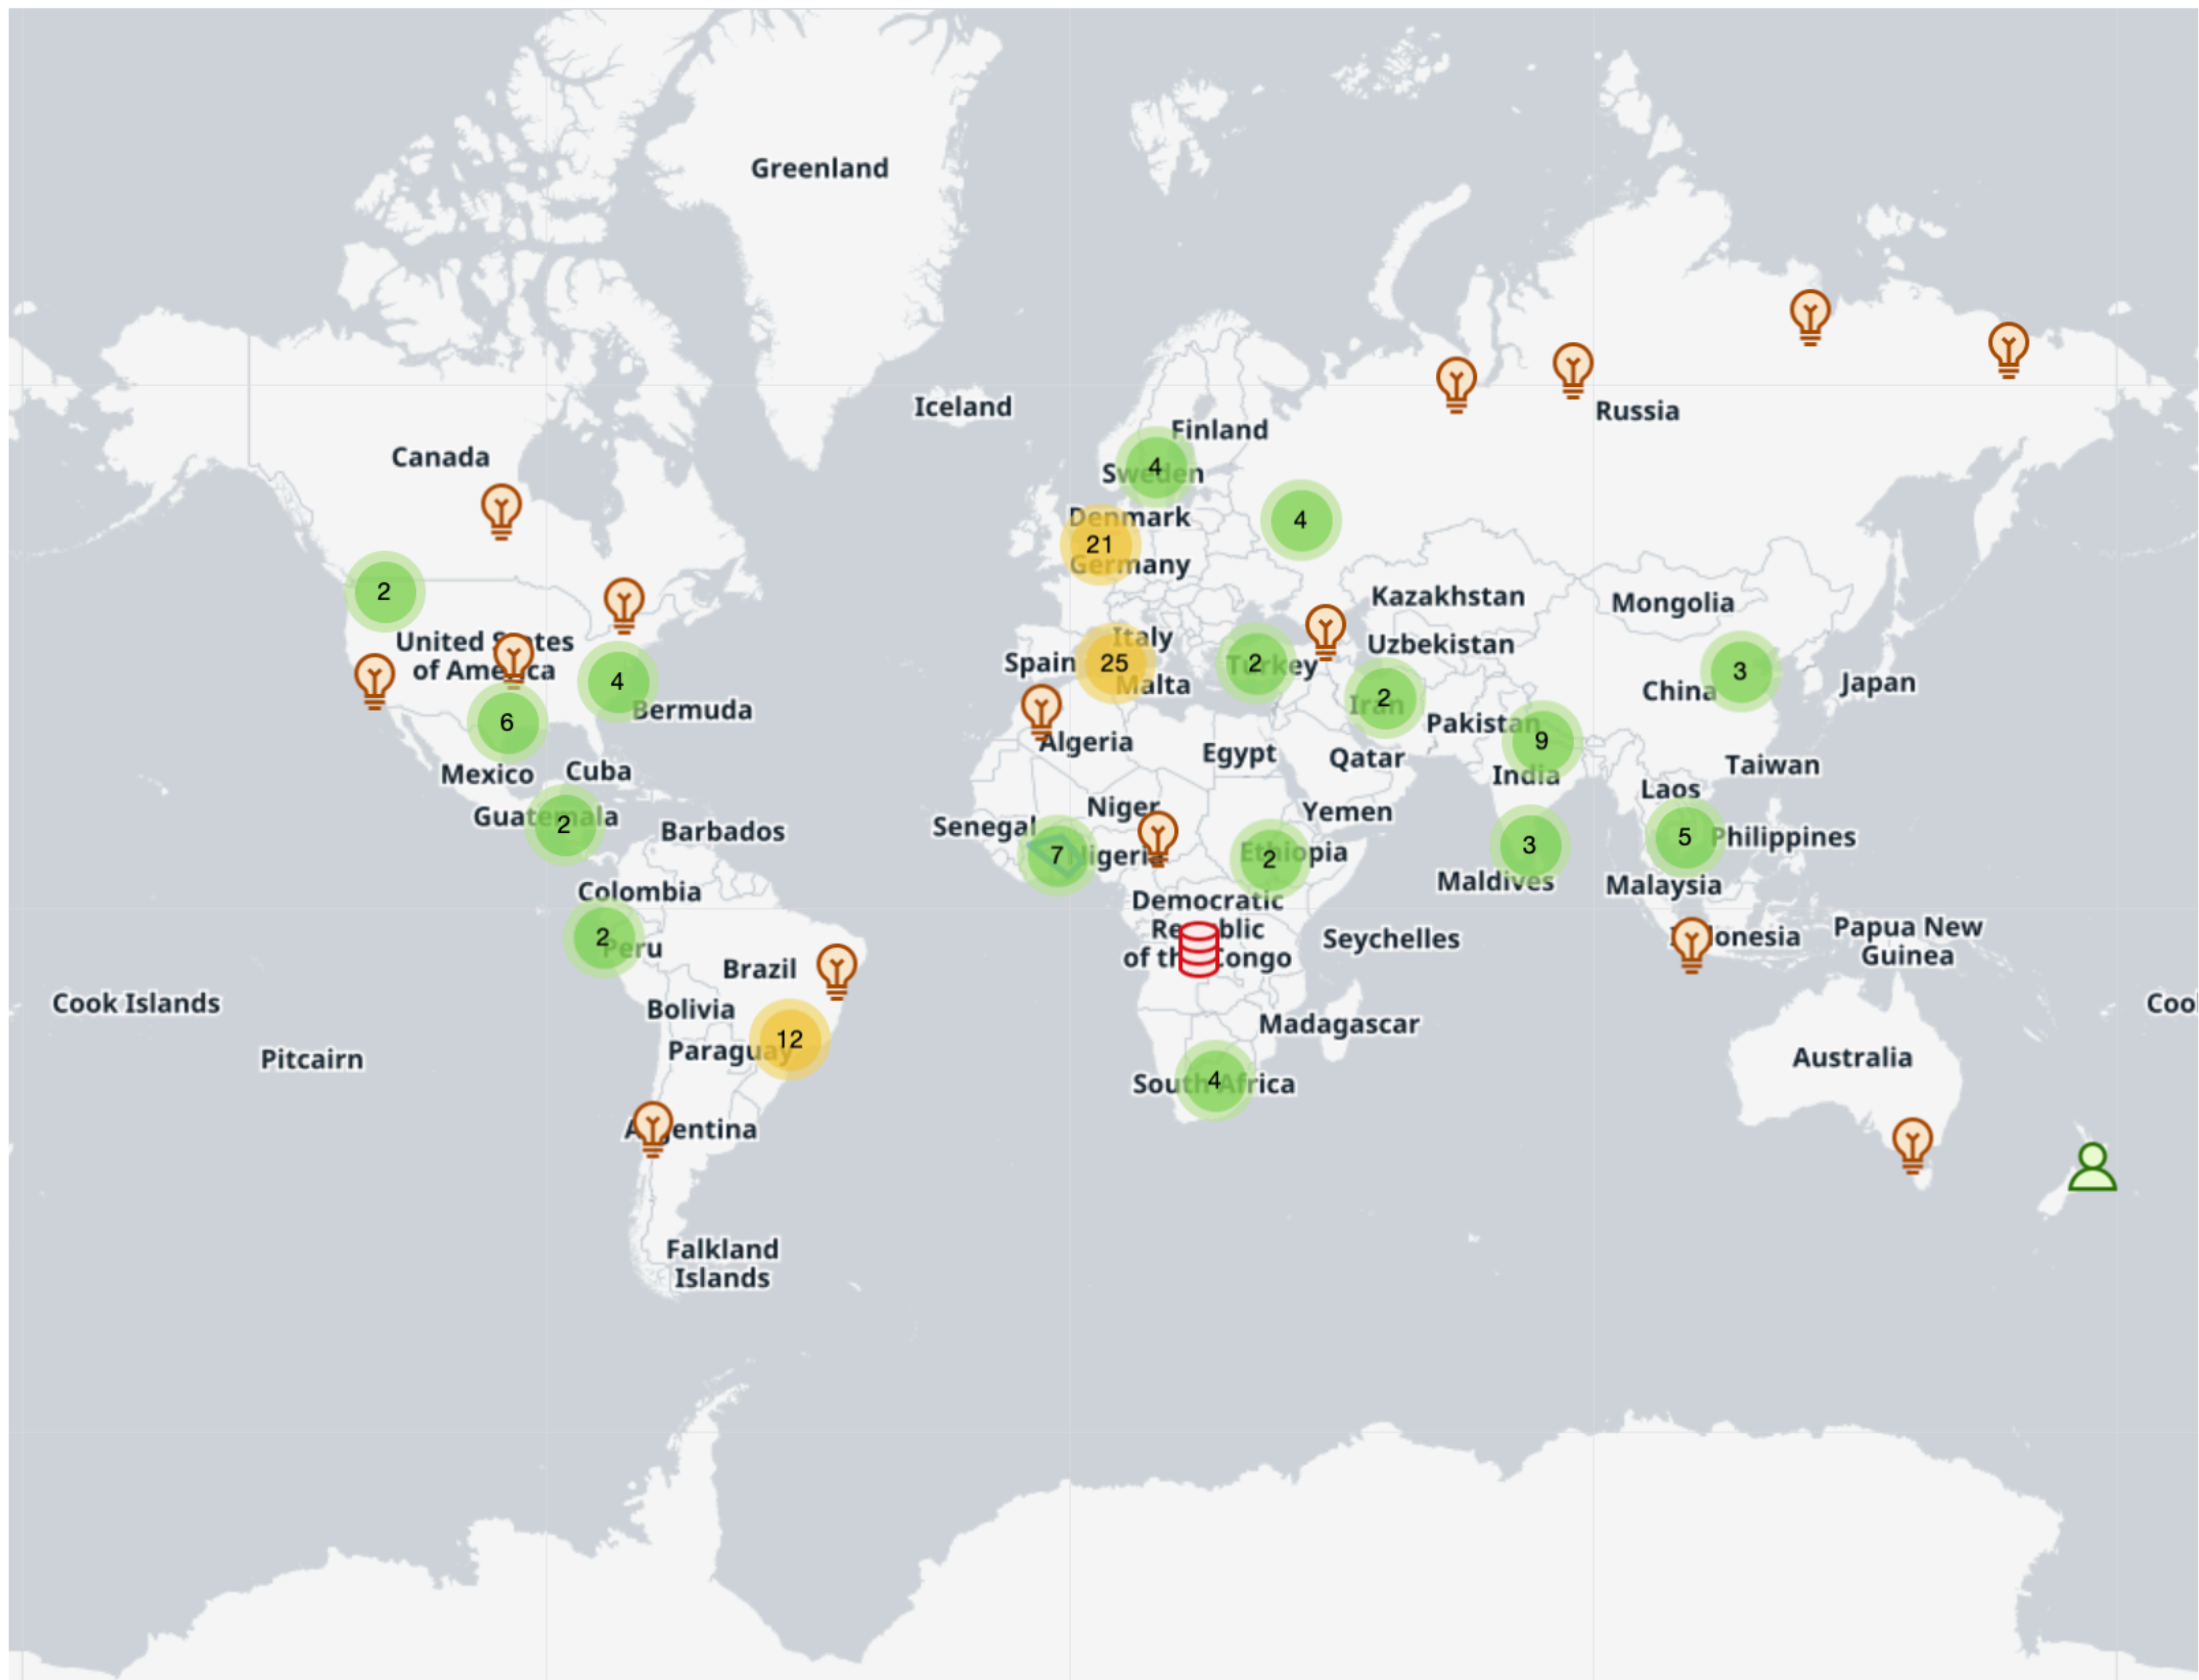 Greenland
Iceland
Finland
Russia
Canada
4
Sweden
Denmark
4
21
Germany
2
Kazakhstan
Mongolia
United States
of America
Italy
Uzbekistan
Spain
25
2
Turkey
3
4
Malta
2
China
Japan
Iran
Bermuda
6
Pakistan
9
Algeria
Egypt
Qatar
Taiwan
Mexico
Cuba
India
Laos
Niger
Yemen
Guatemala
2
Senegal
Barbados
5
Philippines
3
7
Nigeria
2
Ethiopia
Maldives
Malaysia
Colombia
Democratic
Republic
of the Congo
2
Peru
Seychelles
Indonesia
Papua New
Guinea
Brazil
Cook Islands
Coo
Bolivia
Madagascar
12
Paraguay
Pitcairn
Australia
4
South Africa
Argentina
Falkland
Islands